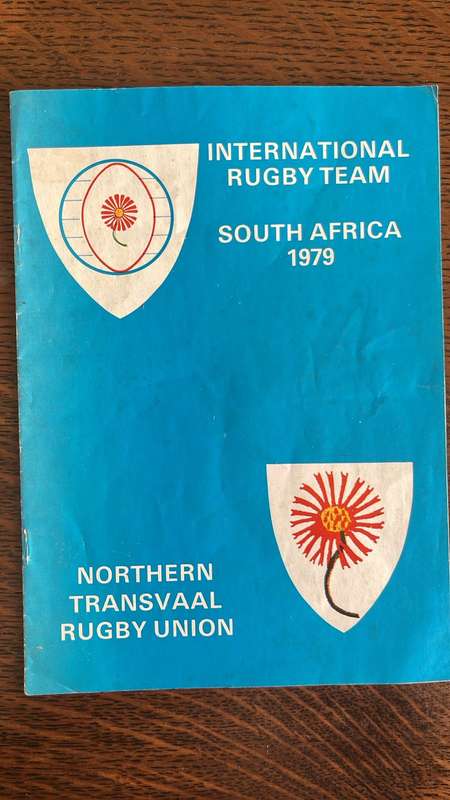 INTERNATIONAL
RUGBY TEAM
SOUTH AFRICA
1979
NORTHERN
TRANSVAAL
RUGBY UNION